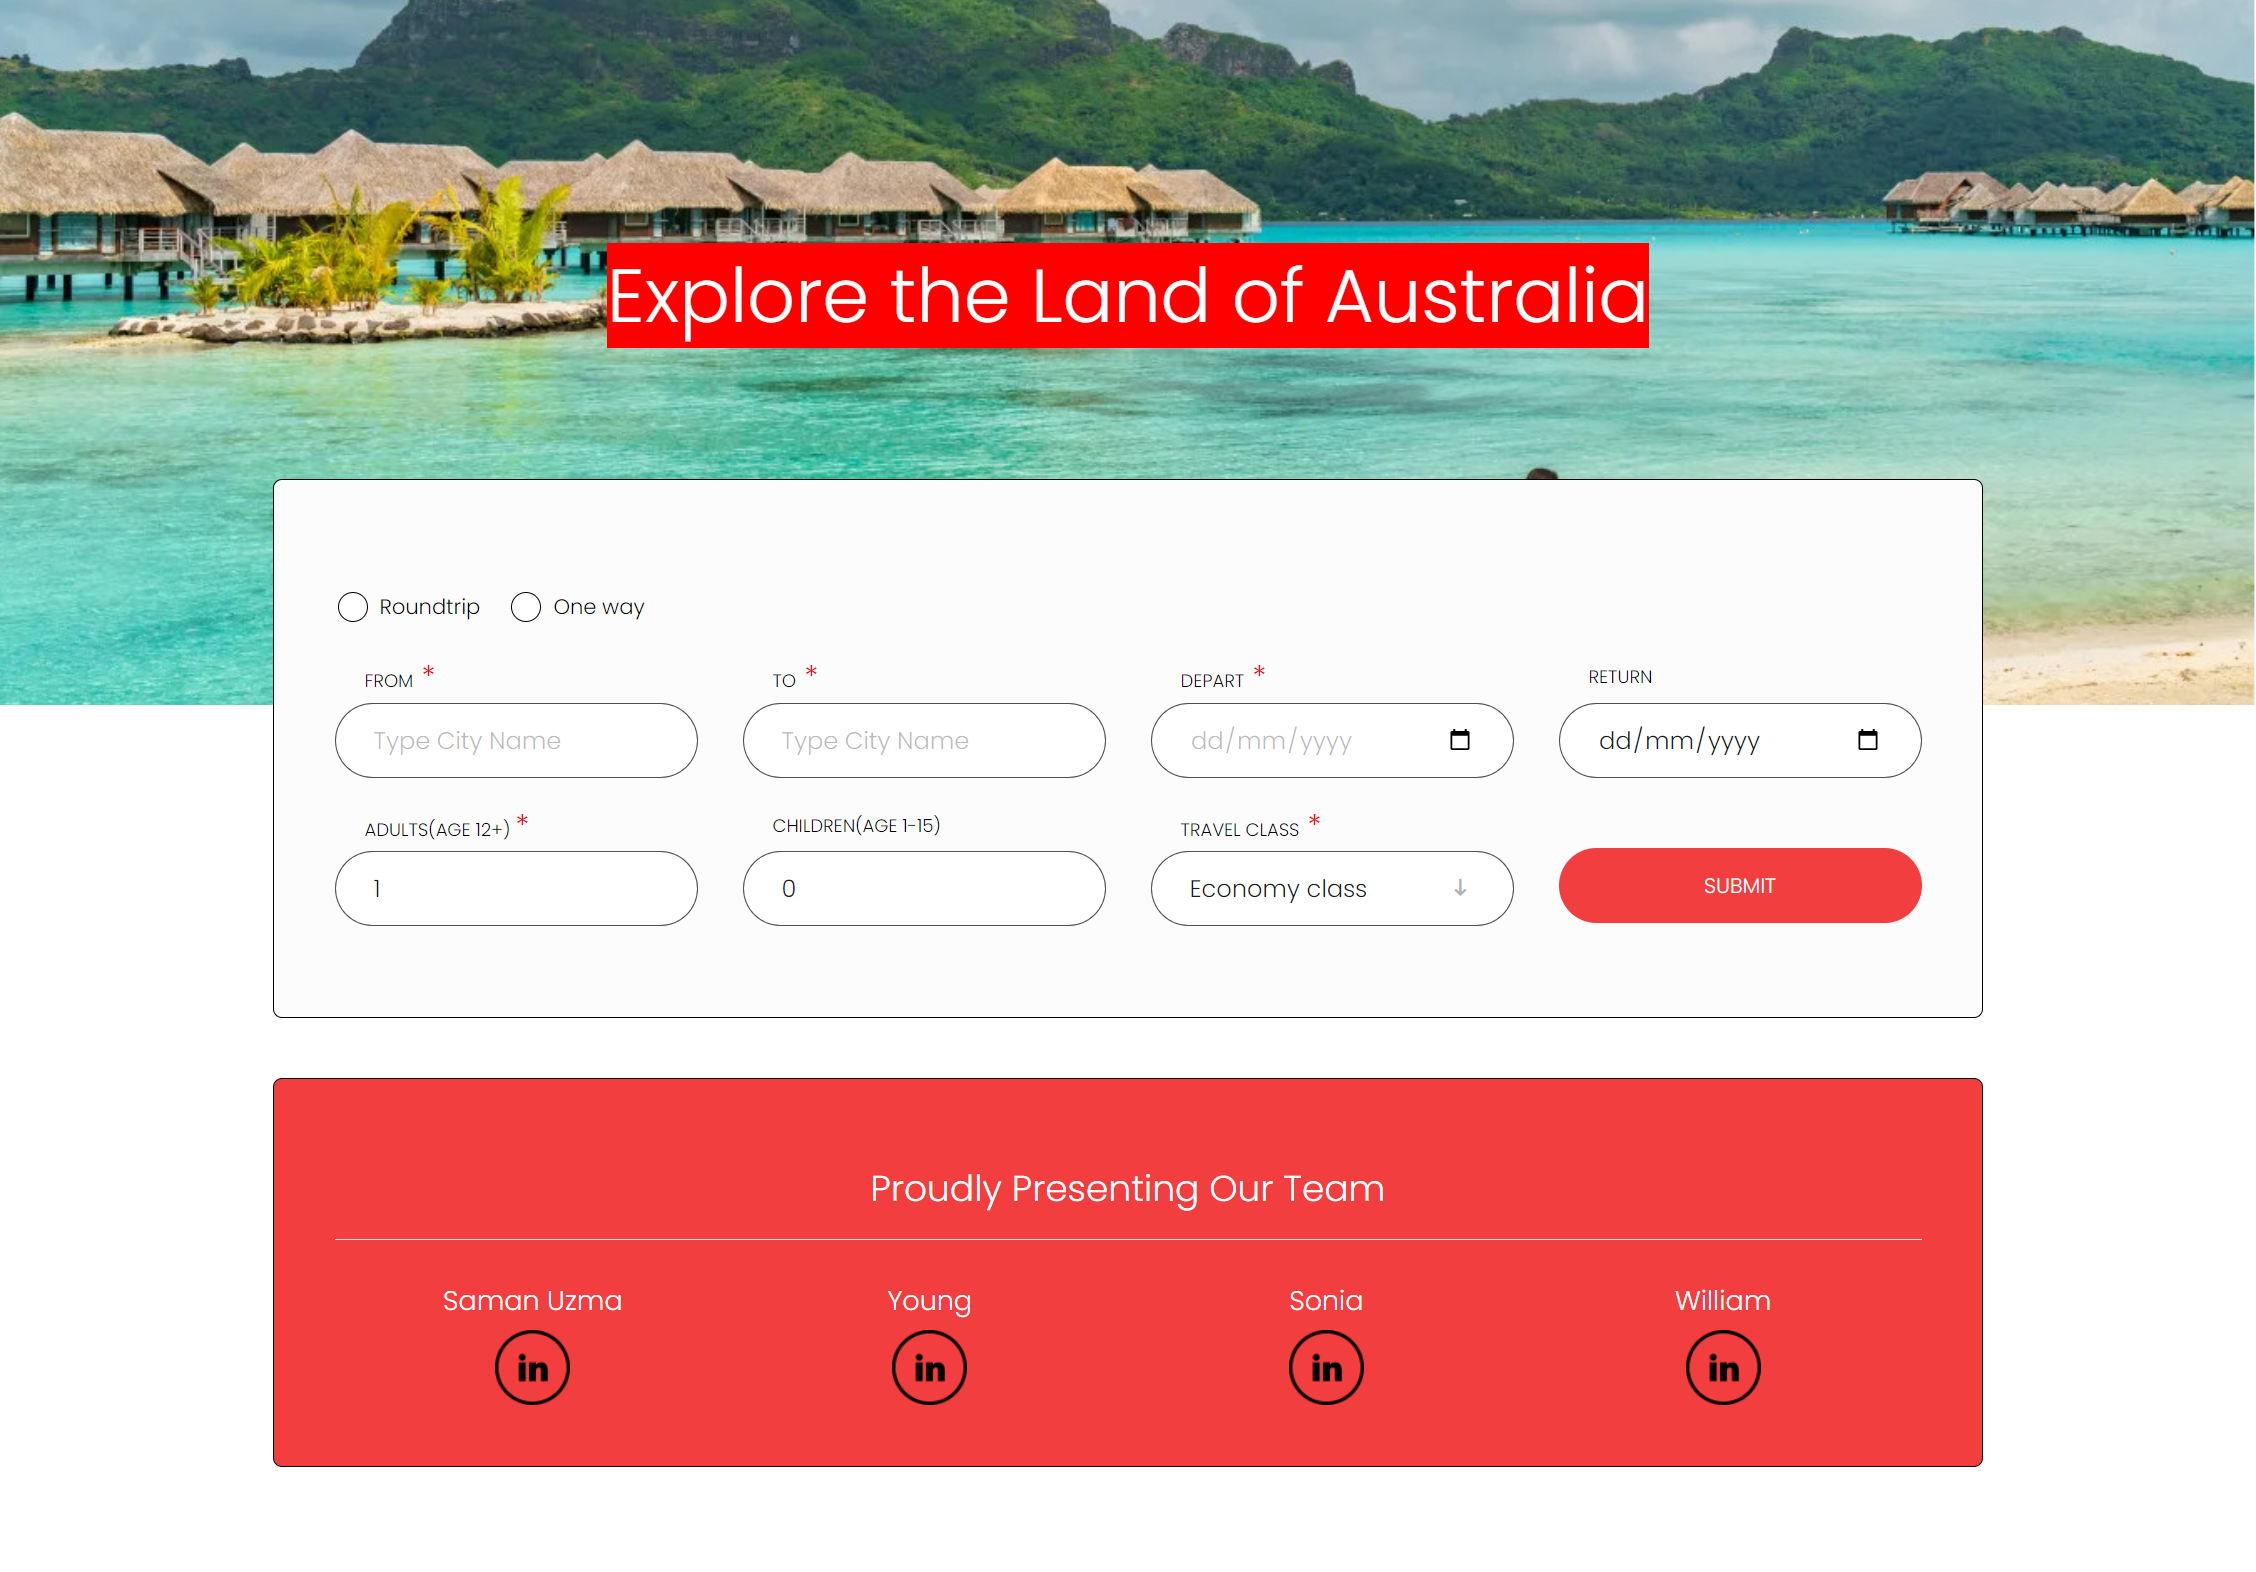 Explore the Land of Australia
Roundtrip One way
FROM * TO * DEPART * RETURN
Type City Name Type City Name dd/mm/yyyy dd/mm/yyyy
ADULTS(AGE 12+) * CHILDREN(AGE 1-15) TRAVEL CLASS *
1 0 Economy class SUBMIT
Proudly Presenting Our Team
Saman Uzma Young Sonia William
in in in in